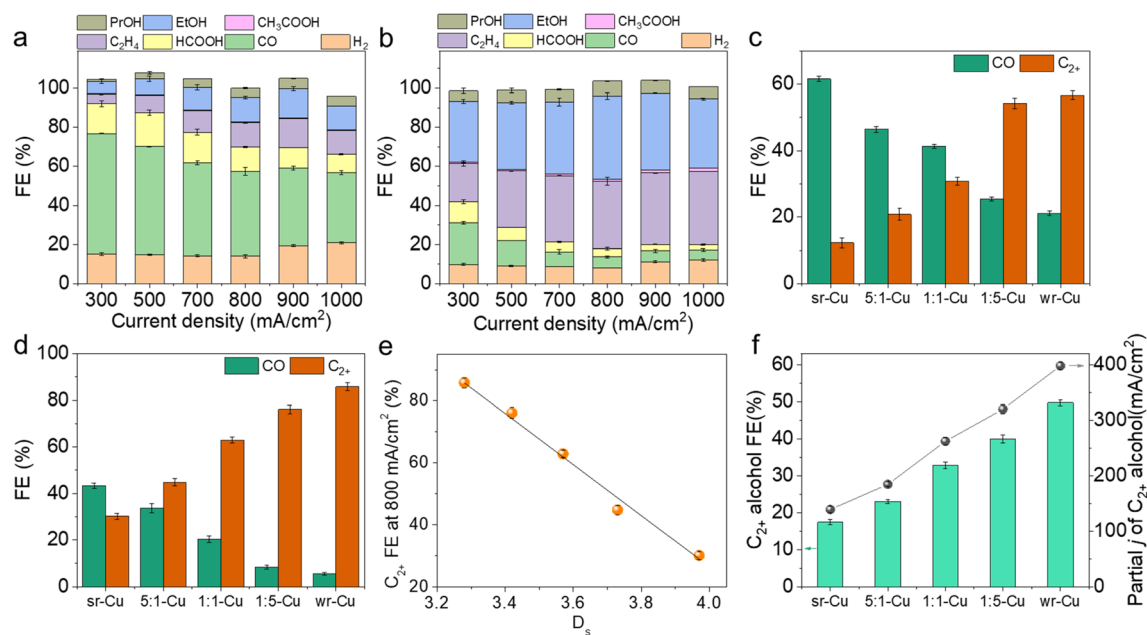 a
PrOH EtOH CH₃COOH
C₂H₄ HCOOH CO H₂
FE (%)
100
80
60
40
20
0
300 500 700 800 900 1000
Current density (mA/cm²)
b
PrOH EtOH CH₃COOH
C₂H₄ HCOOH CO H₂
FE (%)
100
80
60
40
20
0
300 500 700 800 900 1000
Current density (mA/cm²)
c
CO C₂₊
FE (%)
60
40
20
0
sr-Cu 5:1-Cu 1:1-Cu 1:5-Cu wr-Cu
d
CO C₂₊
FE (%)
100
80
60
40
20
0
sr-Cu 5:1-Cu 1:1-Cu 1:5-Cu wr-Cu
e
C₂₊ FE at 800 mA/cm² (%)
80
60
40
20
3.2 3.4 3.6 3.8 4.0
Dₛ
f
C₂₊ alcohol FE(%)
60
50
40
30
20
10
0
sr-Cu 5:1-Cu 1:1-Cu 1:5-Cu wr-Cu
400
300
200
100
0
Partial j of C₂₊ alcohol(mA/cm²)